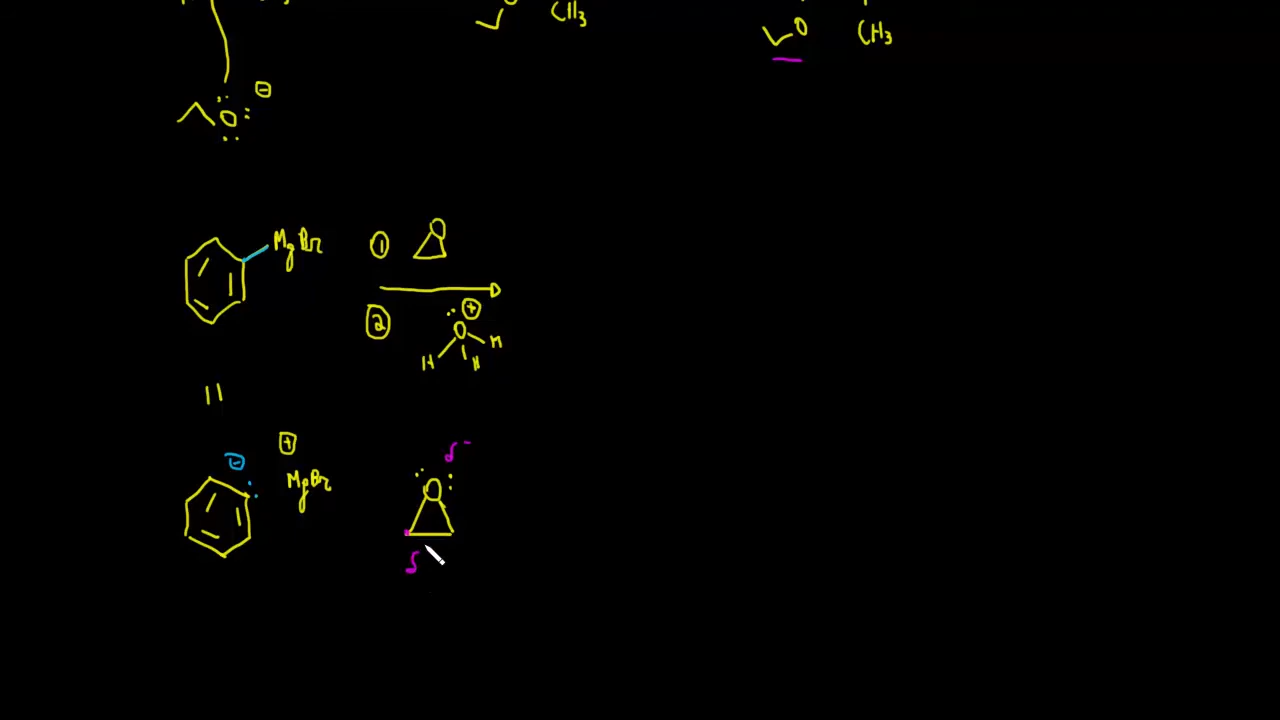 O CH3
O CH3
⊖
:O:
MgBr ① O
② O ⊕
H H H
=
⊖ ⊕ δ-
MgBr :O:
δ